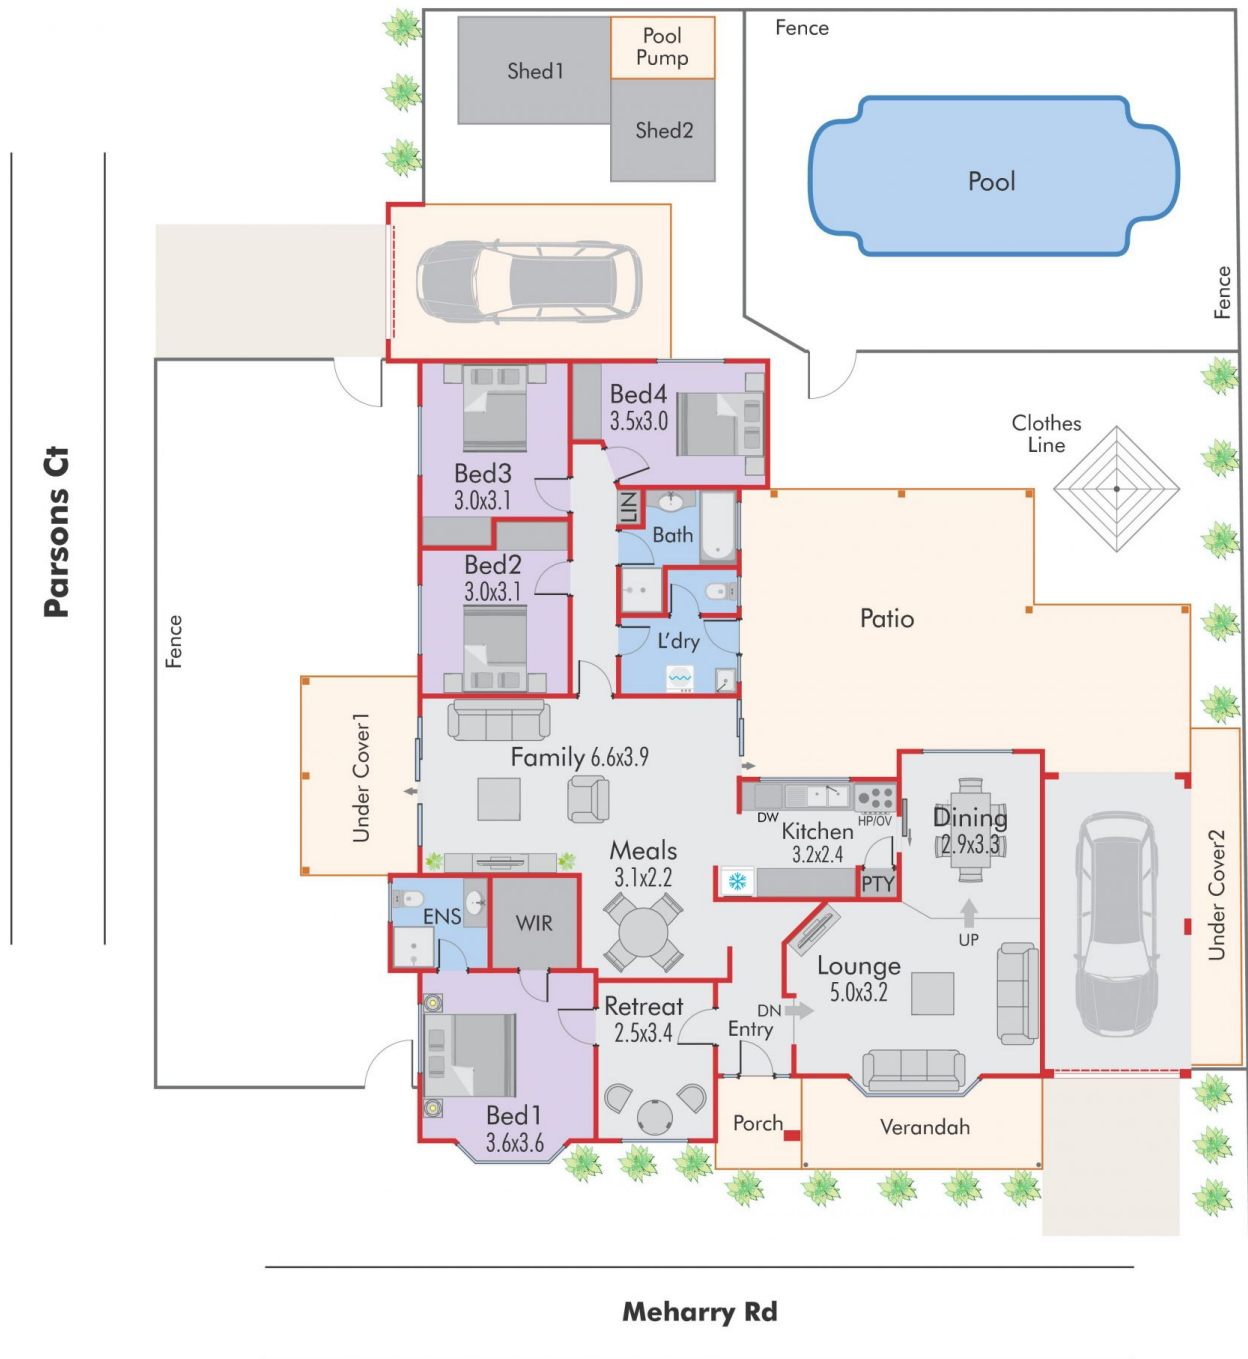 Fence
Pool
Pump
Shed1
Shed2
Pool
Fence
Parsons Ct
Bed4
3.5x3.0
Clothes
Line
Bed3
3.0x3.1
LIN
Bath
Bed2
3.0x3.1
Patio
L'dry
Fence
Under Cover1
Family 6.6x3.9
DW
HP/OV
Kitchen
3.2x2.4
Dining
2.9x3.3
Under Cover2
Meals
3.1x2.2
PTY
ENS
WIR
UP
Lounge
5.0x3.2
Retreat
2.5x3.4
DN
Entry
Bed1
3.6x3.6
Porch
Verandah
Meharry Rd